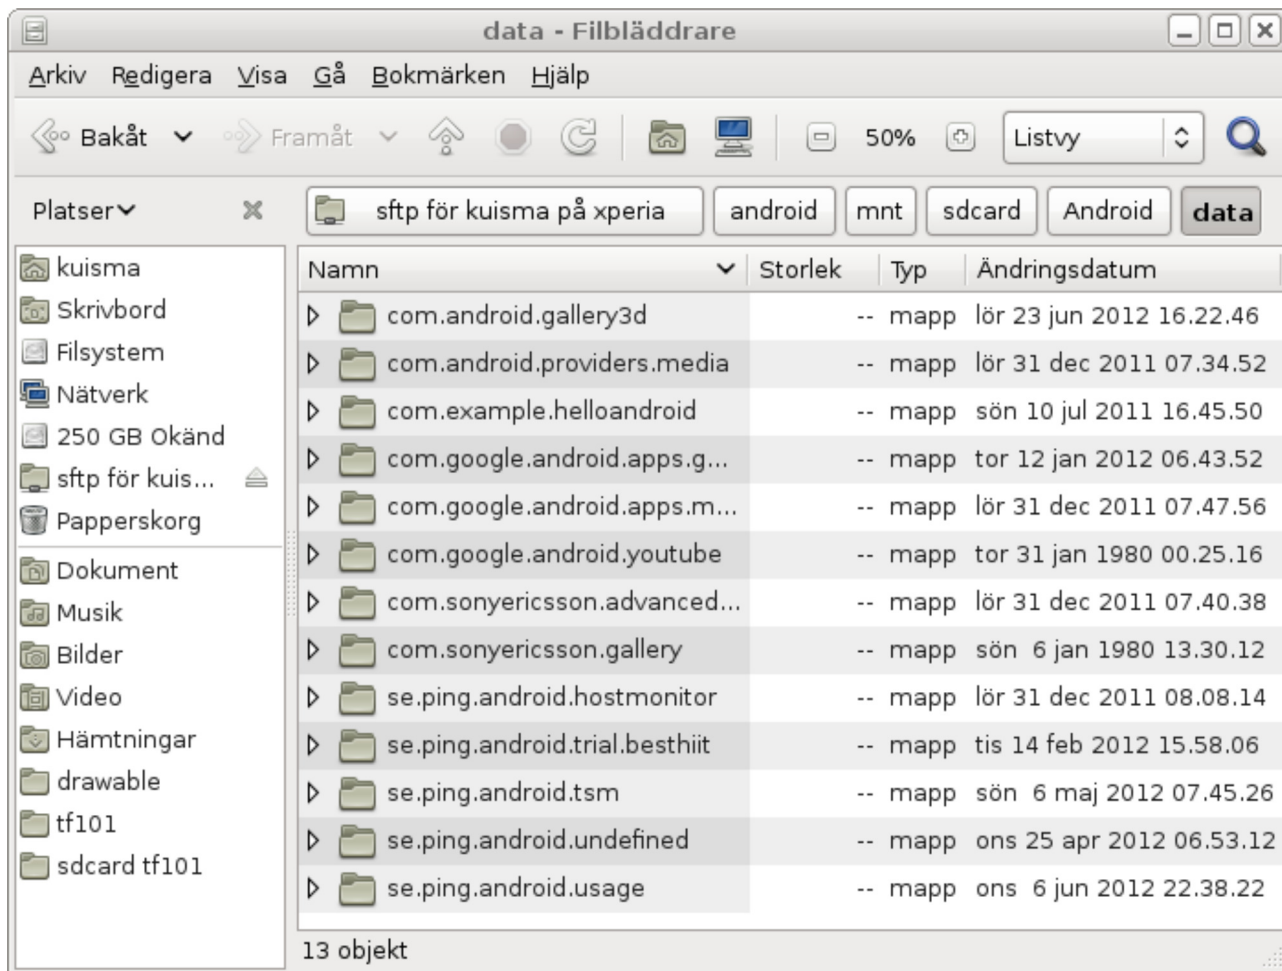 data - Filbläddrare
Arkiv Redigera Visa Gå Bokmärken Hjälp
Bakåt Framåt 50% Listvy
Platser sftp för kuisma på xperia android mnt sdcard Android data
kuisma
Skrivbord
Filsystem
Nätverk
250 GB Okänd
sftp för kuis...
Papperskorg
Dokument
Musik
Bilder
Video
Hämtningar
drawable
tf101
sdcard tf101
Namn Storlek Typ Ändringsdatum
com.android.gallery3d -- mapp lör 23 jun 2012 16.22.46
com.android.providers.media -- mapp lör 31 dec 2011 07.34.52
com.example.helloandroid -- mapp sön 10 jul 2011 16.45.50
com.google.android.apps.g... -- mapp tor 12 jan 2012 06.43.52
com.google.android.apps.m... -- mapp lör 31 dec 2011 07.47.56
com.google.android.youtube -- mapp tor 31 jan 1980 00.25.16
com.sonyericsson.advanced... -- mapp lör 31 dec 2011 07.40.38
com.sonyericsson.gallery -- mapp sön 6 jan 1980 13.30.12
se.ping.android.hostmonitor -- mapp lör 31 dec 2011 08.08.14
se.ping.android.trial.besthiit -- mapp tis 14 feb 2012 15.58.06
se.ping.android.tsm -- mapp sön 6 maj 2012 07.45.26
se.ping.android.undefined -- mapp ons 25 apr 2012 06.53.12
se.ping.android.usage -- mapp ons 6 jun 2012 22.38.22
13 objekt